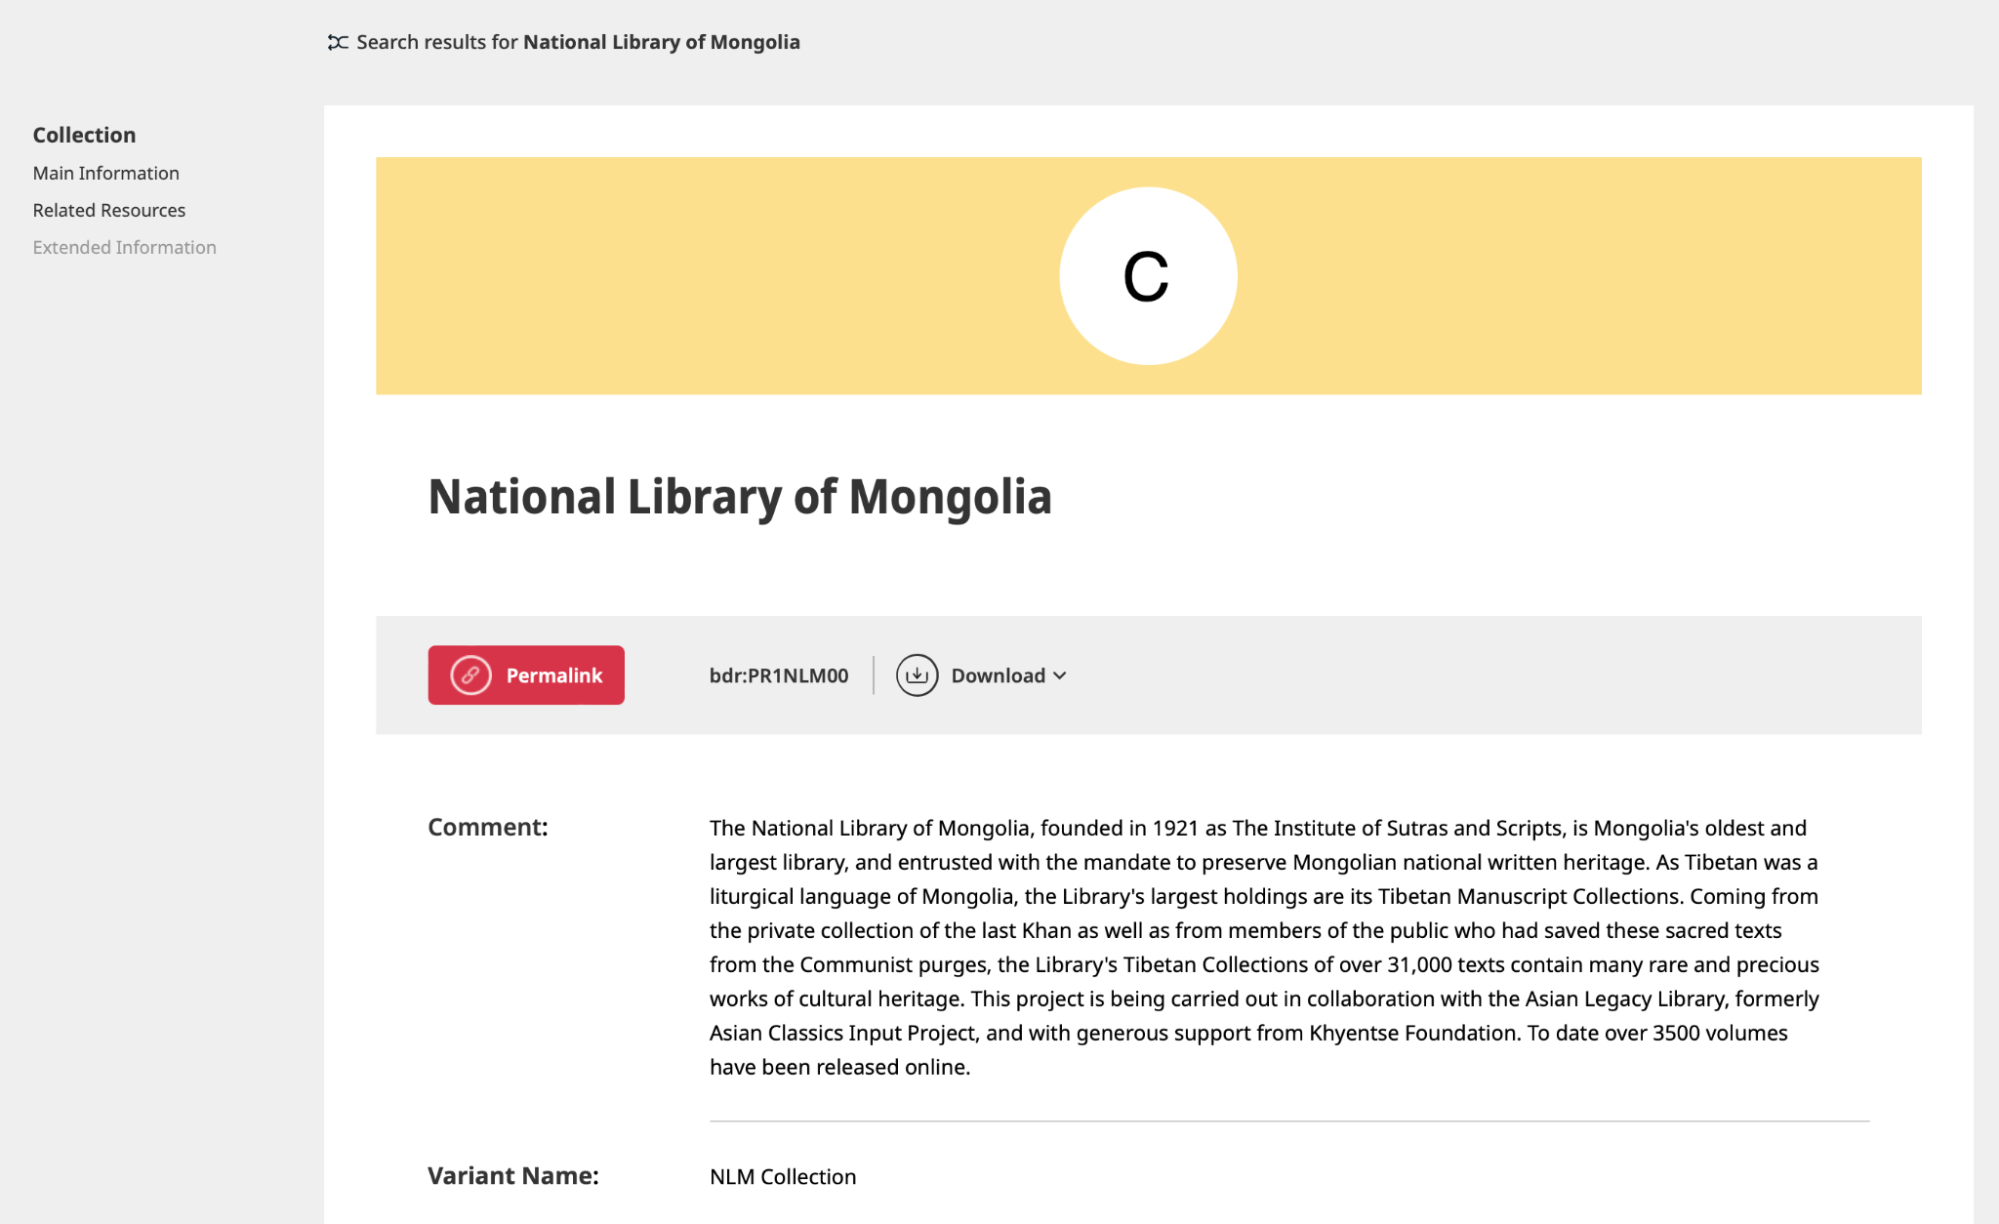 Search results for National Library of Mongolia
Collection
Main Information
Related Resources
Extended Information
C
National Library of Mongolia
Permalink
bdr:PR1NLM00
Download
Comment:
The National Library of Mongolia, founded in 1921 as The Institute of Sutras and Scripts, is Mongolia's oldest and
largest library, and entrusted with the mandate to preserve Mongolian national written heritage. As Tibetan was a
liturgical language of Mongolia, the Library's largest holdings are its Tibetan Manuscript Collections. Coming from
the private collection of the last Khan as well as from members of the public who had saved these sacred texts
from the Communist purges, the Library's Tibetan Collections of over 31,000 texts contain many rare and precious
works of cultural heritage. This project is being carried out in collaboration with the Asian Legacy Library, formerly
Asian Classics Input Project, and with generous support from Khyentse Foundation. To date over 3500 volumes
have been released online.
Variant Name:
NLM Collection